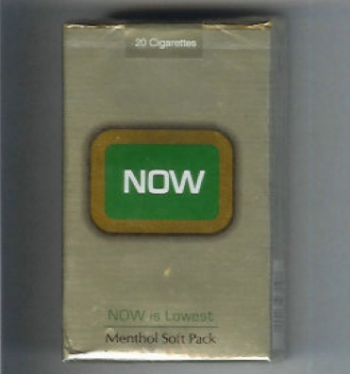 20 Cigarettes
NOW
NOW is Lowest
Menthol Soft Pack